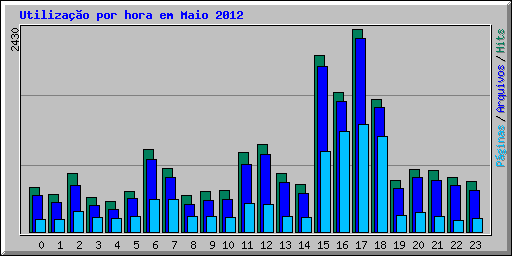 Utilização por hora em Maio 2012
2430
Páginas / Arquivos / Hits
0 1 2 3 4 5 6 7 8 9 10 11 12 13 14 15 16 17 18 19 20 21 22 23